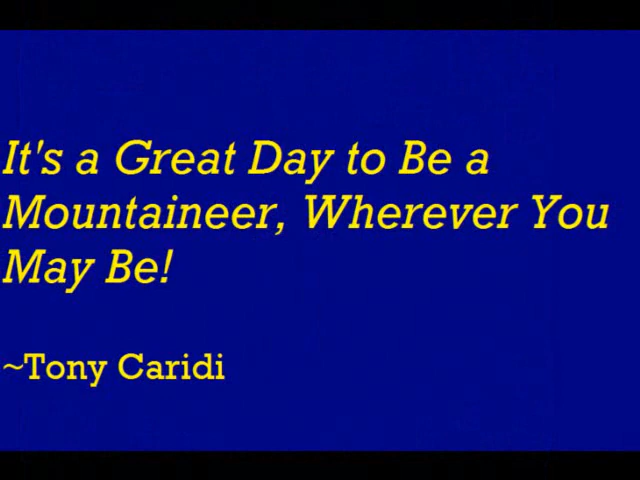 It's a Great Day to Be a
Mountaineer, Wherever You
May Be!
~Tony Caridi